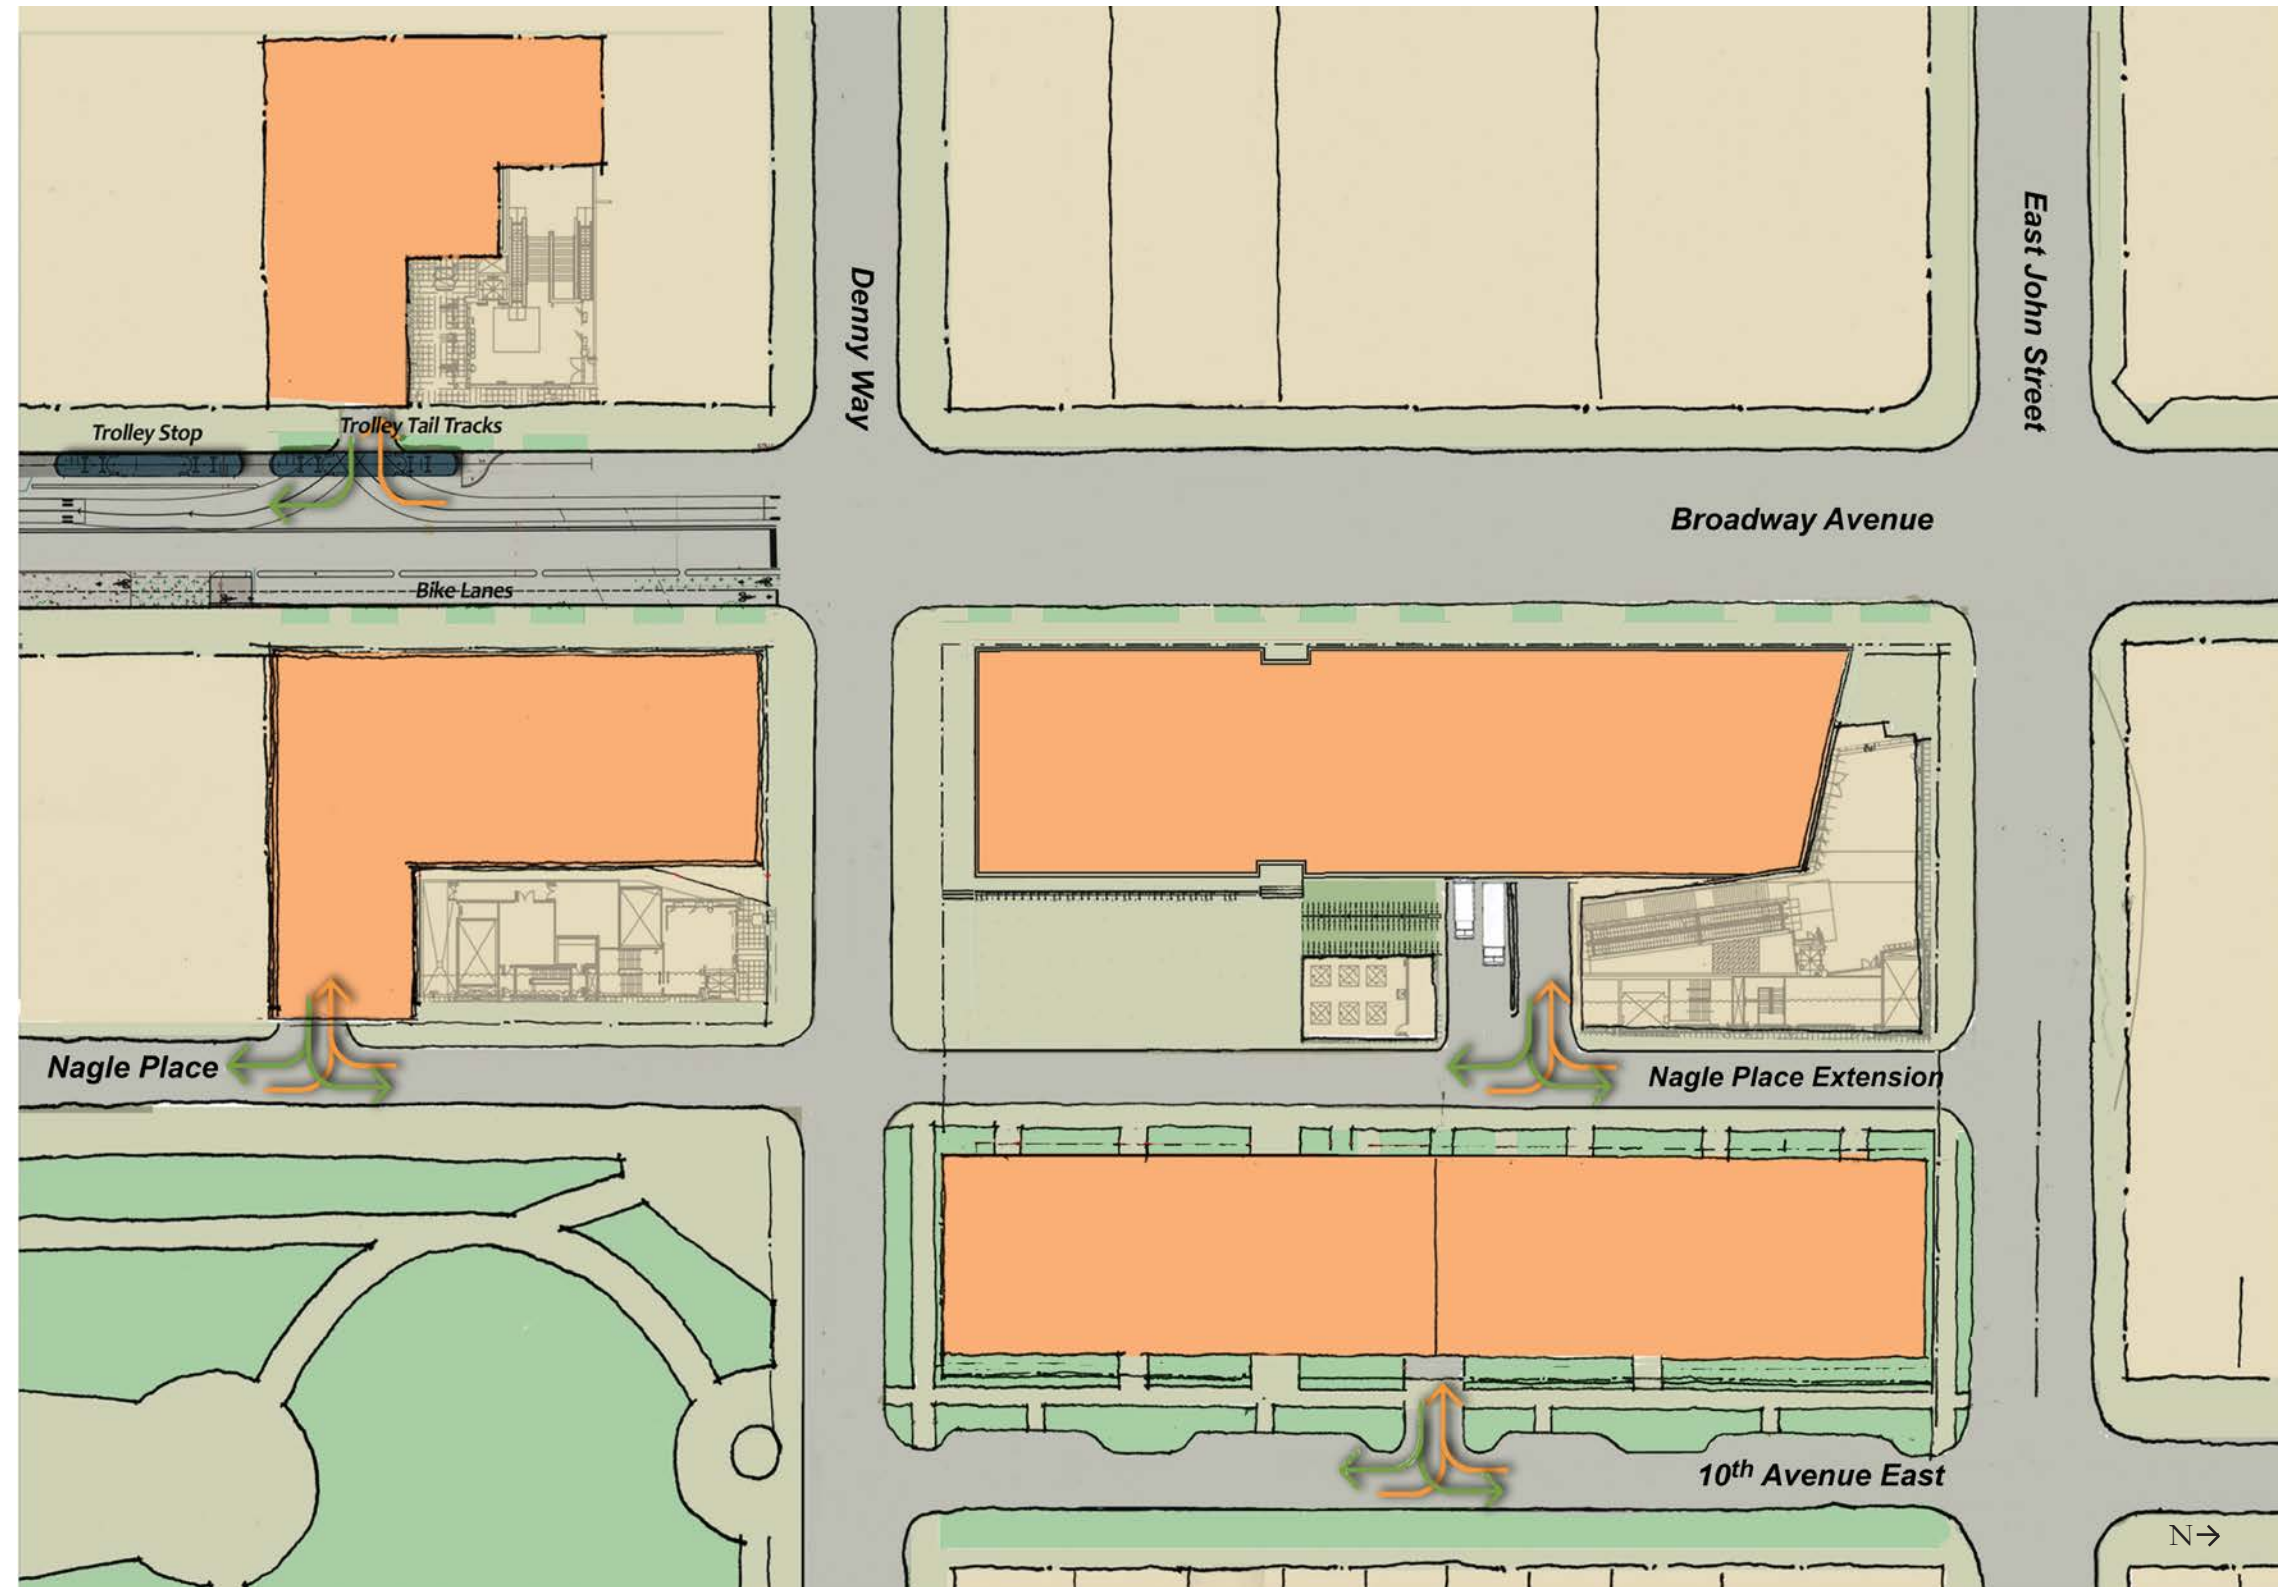 East John Street
Denny Way
Trolley Stop
Trolley Tail Tracks
Broadway Avenue
Bike Lanes
Nagle Place
Nagle Place Extension
10th Avenue East
N→